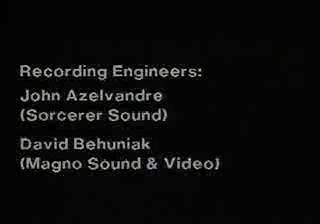 Recording Engineers:
John Azelvandre
(Sorcerer Sound)
David Behuniak
(Magno Sound & Video)